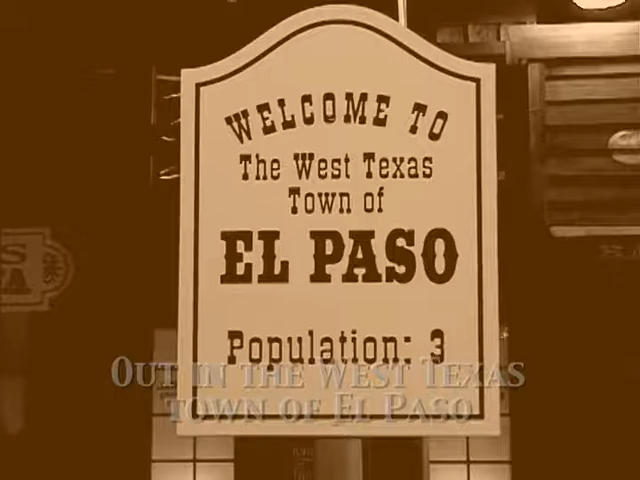 WELCOME TO
The West Texas
Town of
EL PASO
Population: 3
OUT IN THE WEST TEXAS
TOWN OF EL PASO